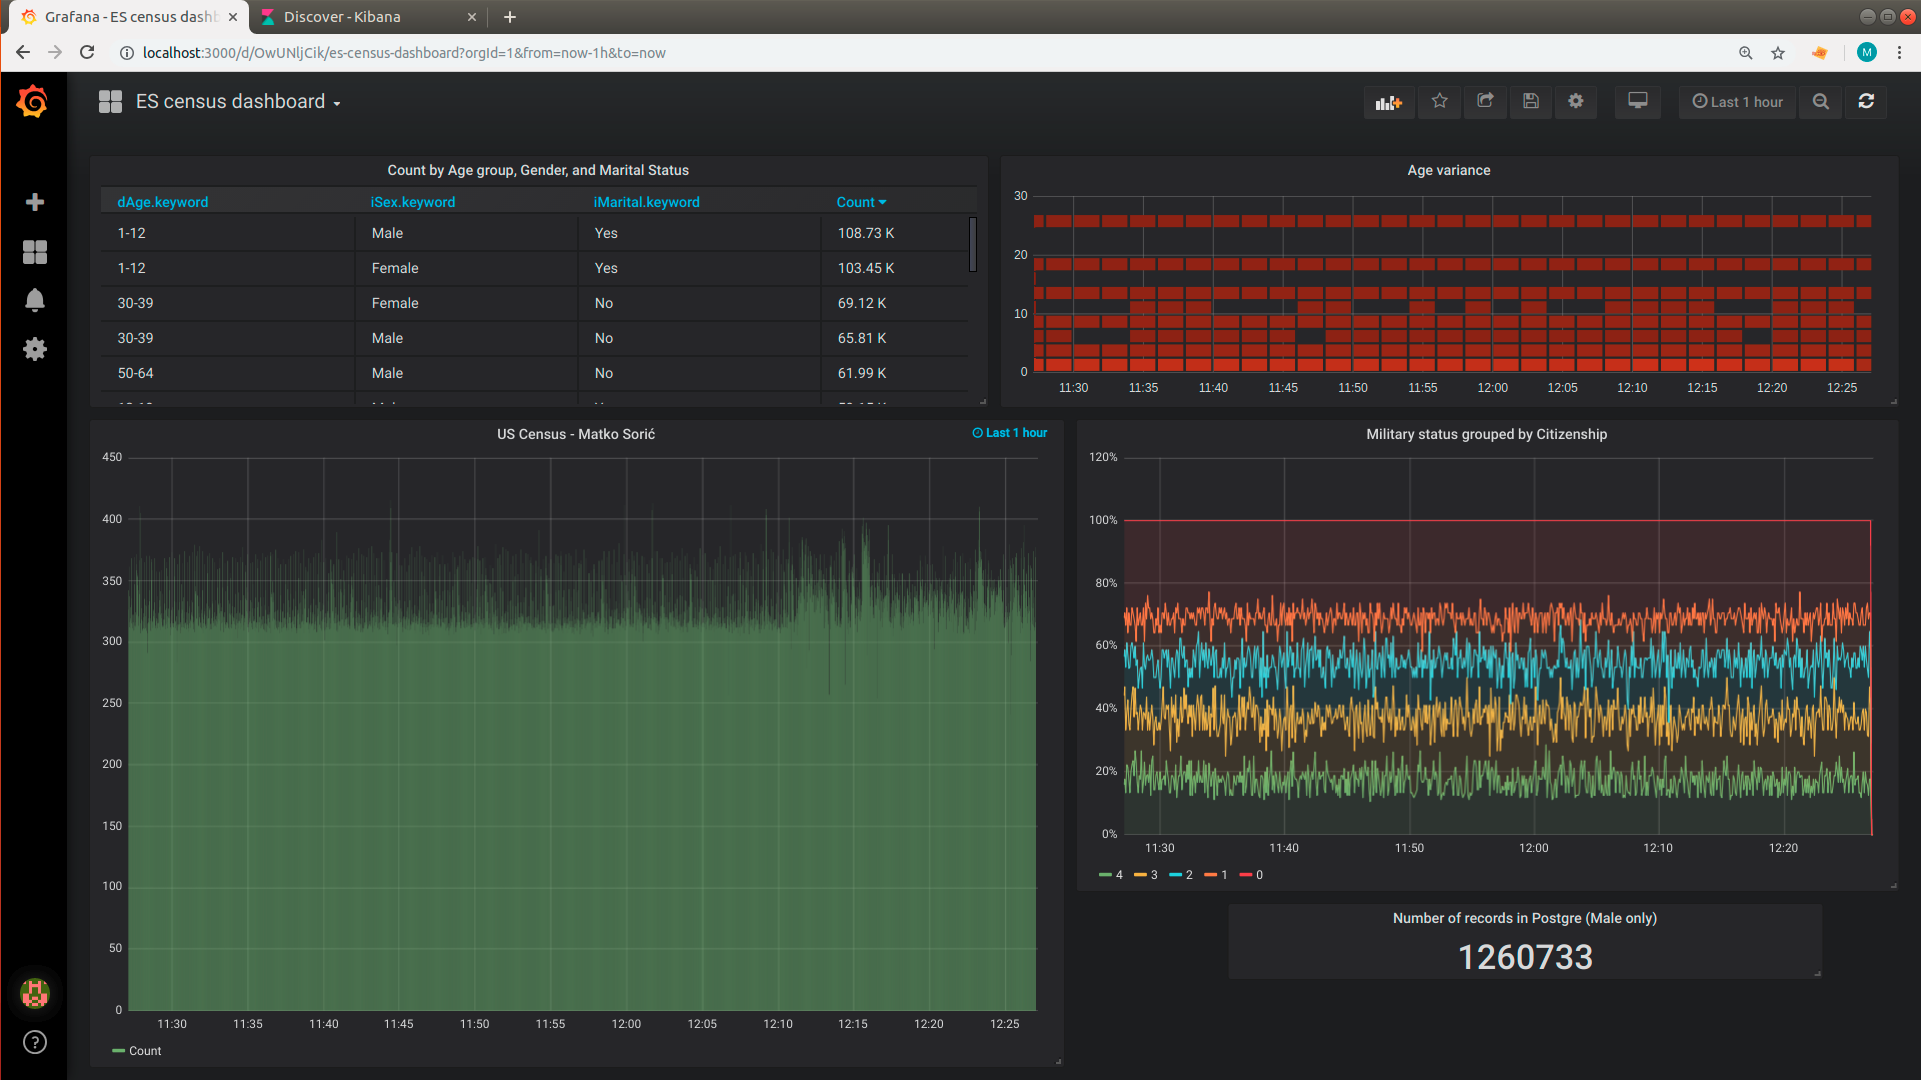 Grafana - ES census dashb
Discover - Kibana
localhost:3000/d/OwUNljCik/es-census-dashboard?orgId=1&from=now-1h&to=now
M
ES census dashboard
Last 1 hour
Count by Age group, Gender, and Marital Status
dAge.keyword iSex.keyword iMarital.keyword Count
1-12 Male Yes 108.73 K
1-12 Female Yes 103.45 K
30-39 Female No 69.12 K
30-39 Male No 65.81 K
50-64 Male No 61.99 K
Age variance
30
20
10
0
11:30 11:35 11:40 11:45 11:50 11:55 12:00 12:05 12:10 12:15 12:20 12:25
US Census - Matko Sorić
Last 1 hour
450
400
350
300
250
200
150
100
50
0
11:30 11:35 11:40 11:45 11:50 11:55 12:00 12:05 12:10 12:15 12:20 12:25
Count
Military status grouped by Citizenship
120%
100%
80%
60%
40%
20%
0%
11:30 11:40 11:50 12:00 12:10 12:20
4 3 2 1 0
Number of records in Postgre (Male only)
1260733
?